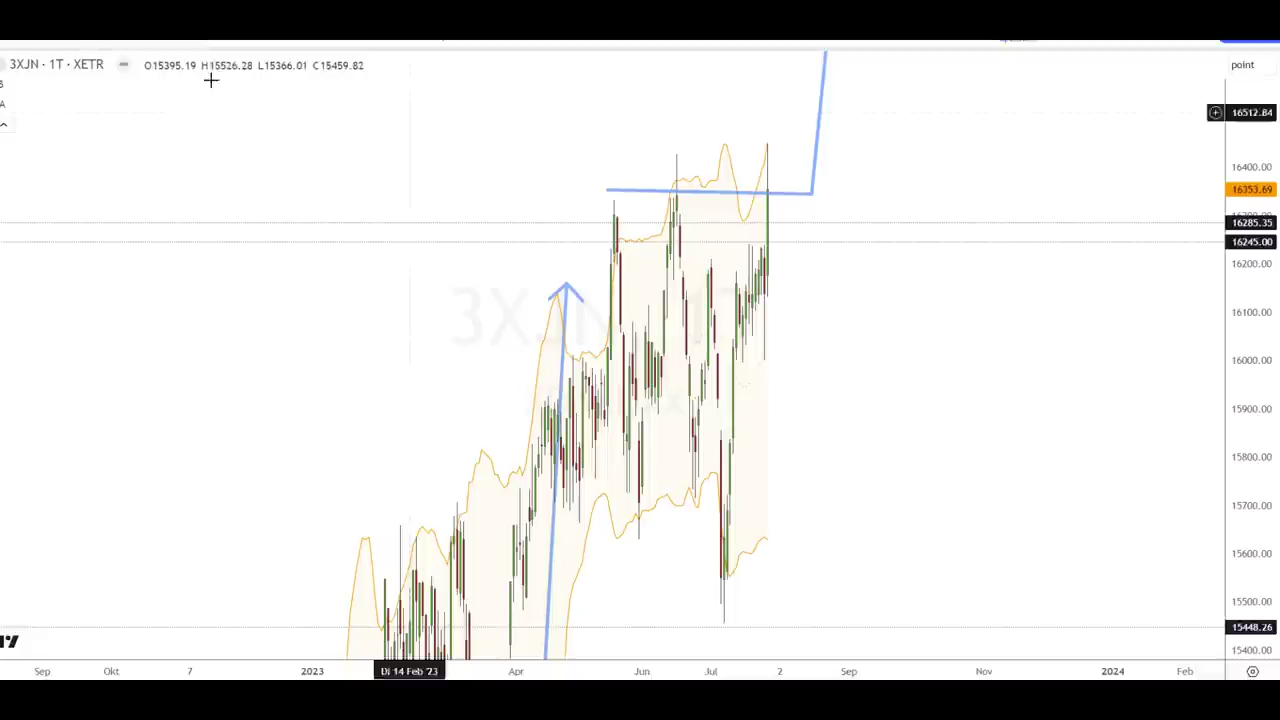 3XJN · 1T · XETR O15395.19 H15526.28 L15366.01 C15459.82
point
B
A
16512.84
16400.00
16353.69
16285.35
16245.00
16200.00
16100.00
16000.00
15900.00
15800.00
15700.00
15600.00
15500.00
15448.26
15400.00
3XJN
Sep Okt 7 2023 Di 14 Feb '23 Apr Jun Jul 2 Sep Nov 2024 Feb